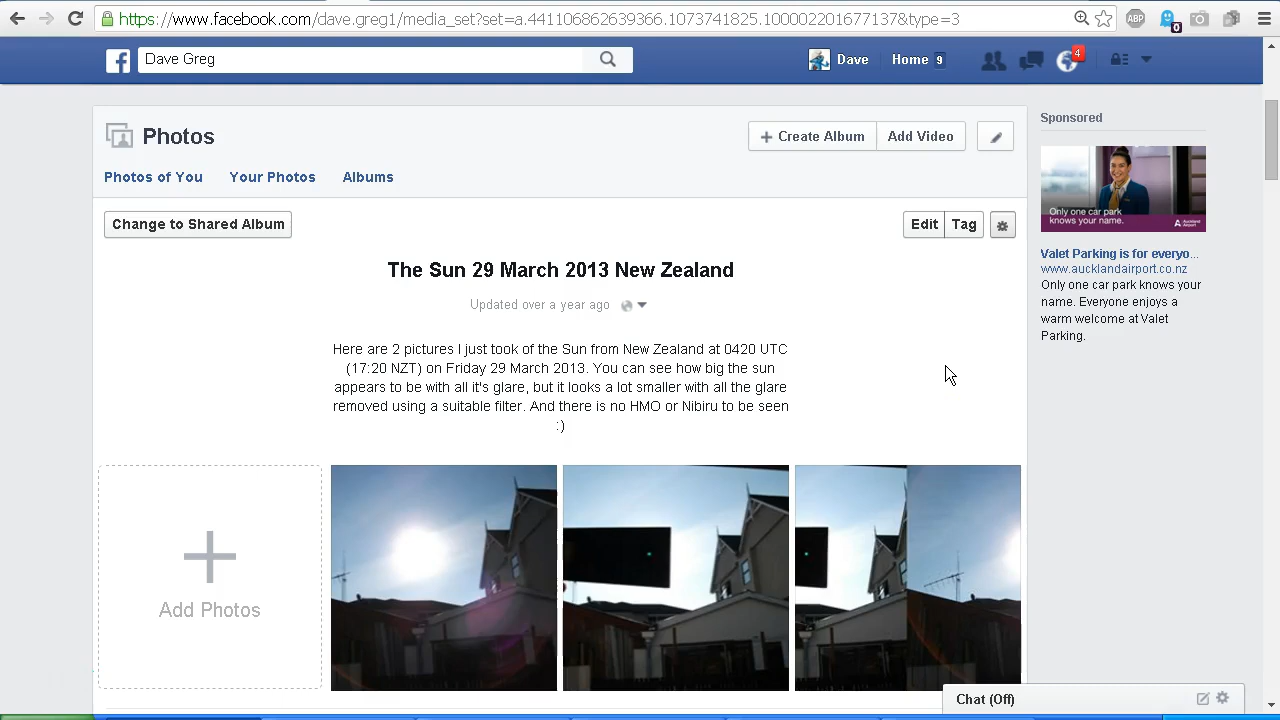 https://www.facebook.com/dave.greg1/media_set?set=a.441106862639366.1073741825.100002201677137&type=3
ABP
0
f
Dave Greg
Dave
Home 9
4
Photos
+ Create Album
Add Video
Photos of You
Your Photos
Albums
Change to Shared Album
Edit
Tag
The Sun 29 March 2013 New Zealand
Updated over a year ago
Here are 2 pictures I just took of the Sun from New Zealand at 0420 UTC
(17:20 NZT) on Friday 29 March 2013. You can see how big the sun
appears to be with all it's glare, but it looks a lot smaller with all the glare
removed using a suitable filter. And there is no HMO or Nibiru to be seen
:)
Add Photos
Sponsored
Only one car park
knows your name.
Auckland
Airport
Valet Parking is for everyo...
www.aucklandairport.co.nz
Only one car park knows your
name. Everyone enjoys a
warm welcome at Valet
Parking.
Chat (Off)